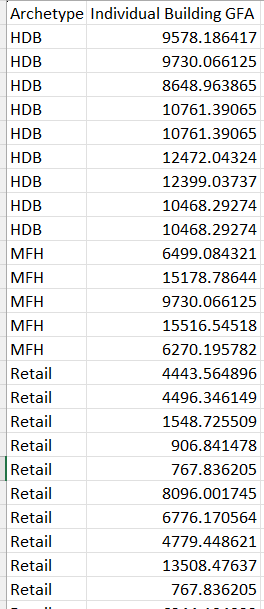 Archetype Individual Building GFA
HDB 9578.186417
HDB 9730.066125
HDB 8648.963865
HDB 10761.39065
HDB 10761.39065
HDB 12472.04324
HDB 12399.03737
HDB 10468.29274
HDB 10468.29274
MFH 6499.084321
MFH 15178.78644
MFH 9730.066125
MFH 15516.54518
MFH 6270.195782
Retail 4443.564896
Retail 4496.346149
Retail 1548.725509
Retail 906.841478
Retail 767.836205
Retail 8096.001745
Retail 6776.170564
Retail 4779.448621
Retail 13508.47637
Retail 767.836205